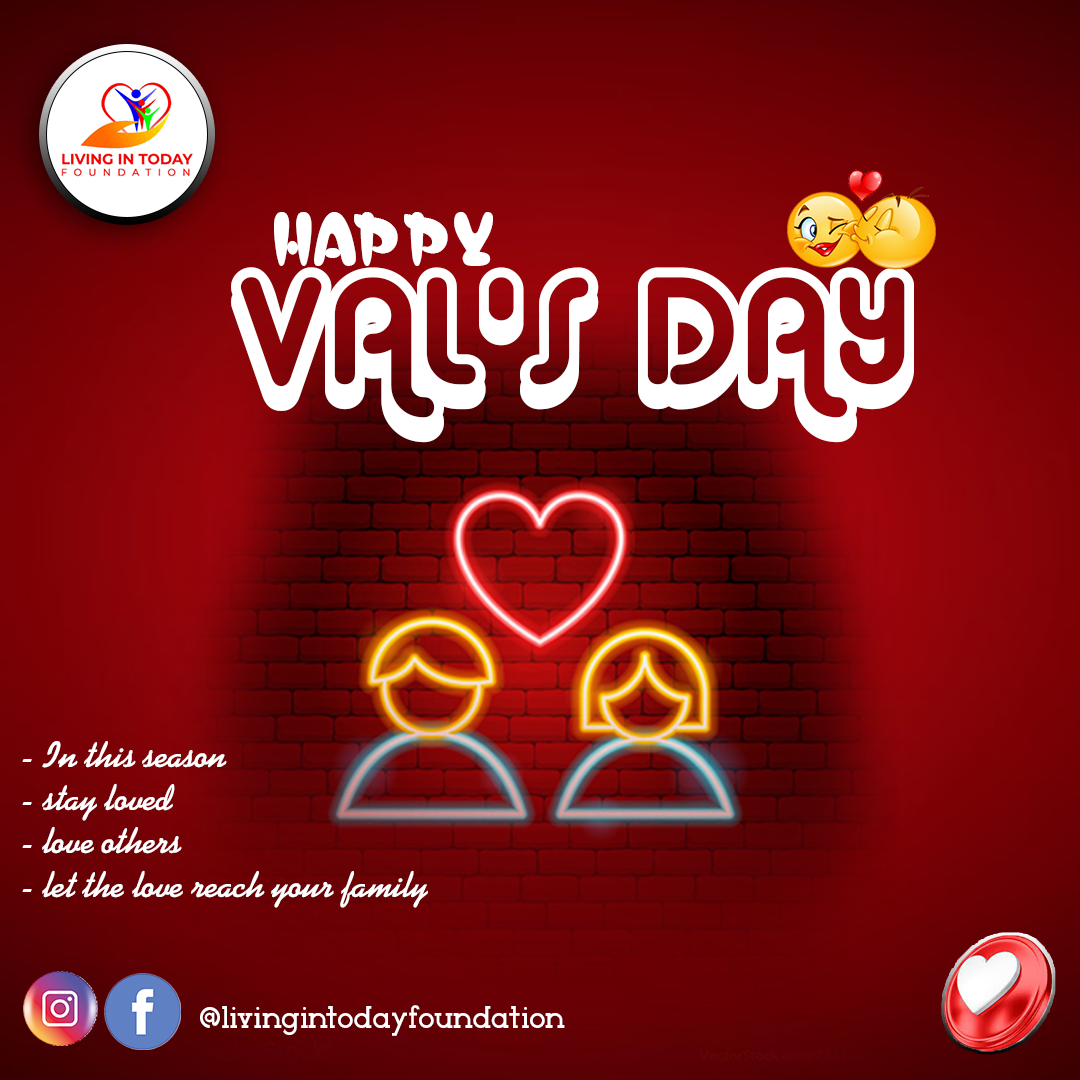 LIVING IN TODAY
FOUNDATION
HAPPY
VAL'S DAY
- In this season
- stay loved
- love others
- let the love reach your family
@livingintodayfoundation